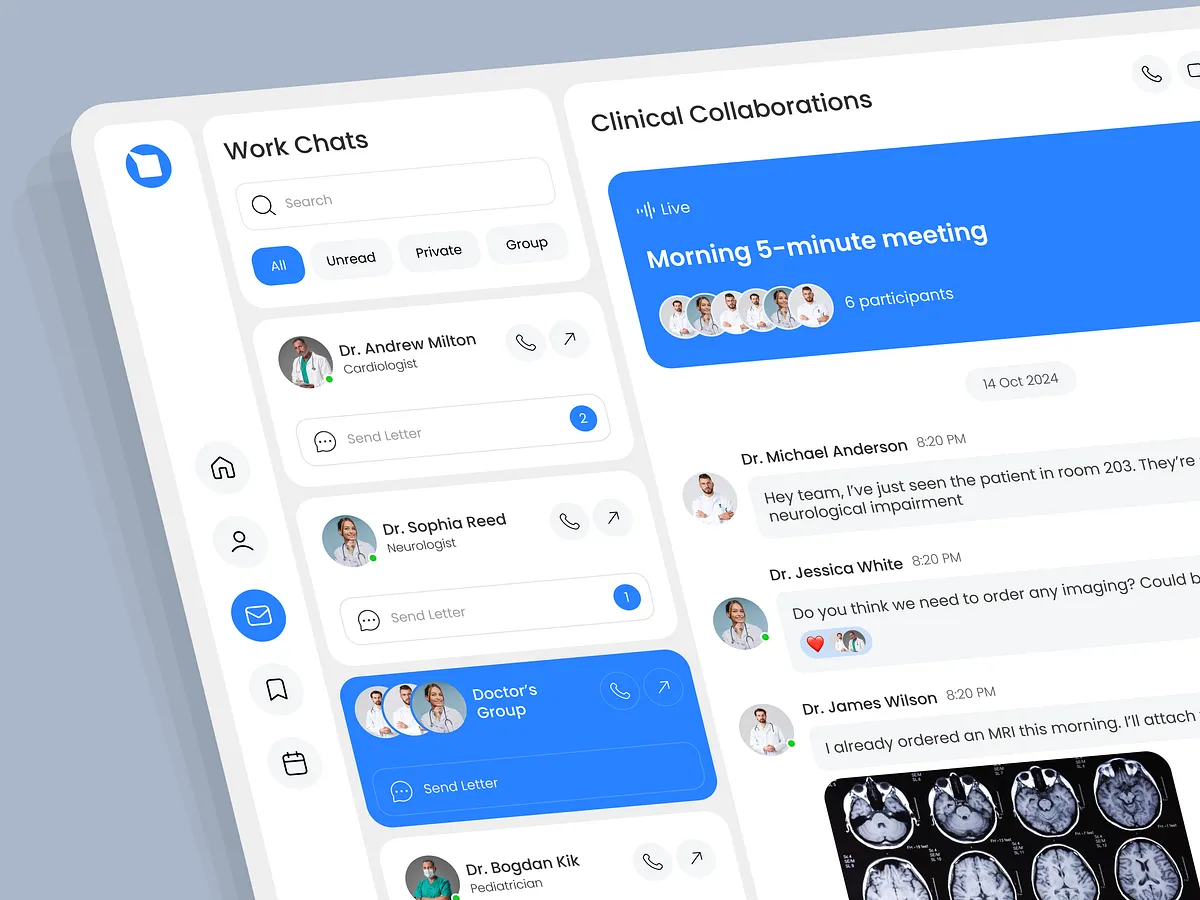 Work Chats
Search
All
Unread
Private
Group
Dr. Andrew Milton
Cardiologist
Send Letter
2
Dr. Sophia Reed
Neurologist
Send Letter
1
Doctor's
Group
Send Letter
Dr. Bogdan Kik
Pediatrician
Clinical Collaborations
Live
Morning 5-minute meeting
6 participants
14 Oct 2024
Dr. Michael Anderson 8:20 PM
Hey team, I've just seen the patient in room 203. They're
neurological impairment
Dr. Jessica White 8:20 PM
Do you think we need to order any imaging? Could b
Dr. James Wilson 8:20 PM
I already ordered an MRI this morning. I'll attach